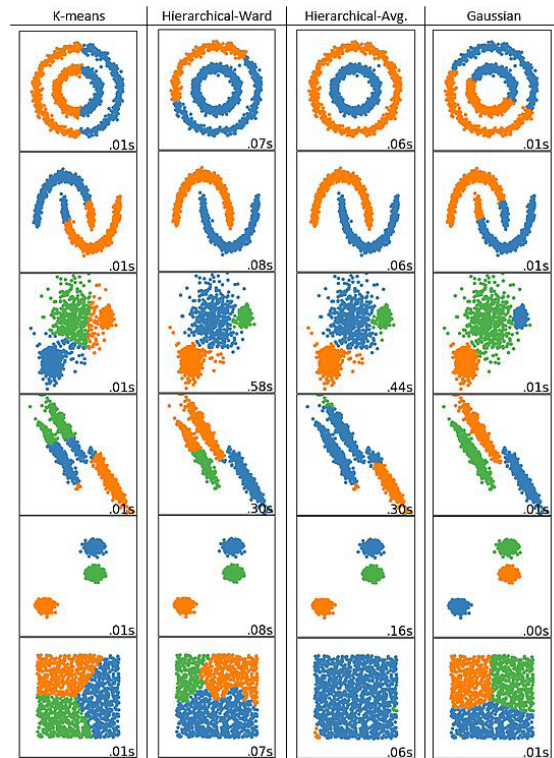 K-means Hierarchical-Ward Hierarchical-Avg. Gaussian
.01s .07s .06s .01s
.01s .08s .06s .01s
.01s .58s .44s .01s
.01s .30s .30s .01s
.01s .08s .16s .00s
.01s .07s .06s .01s